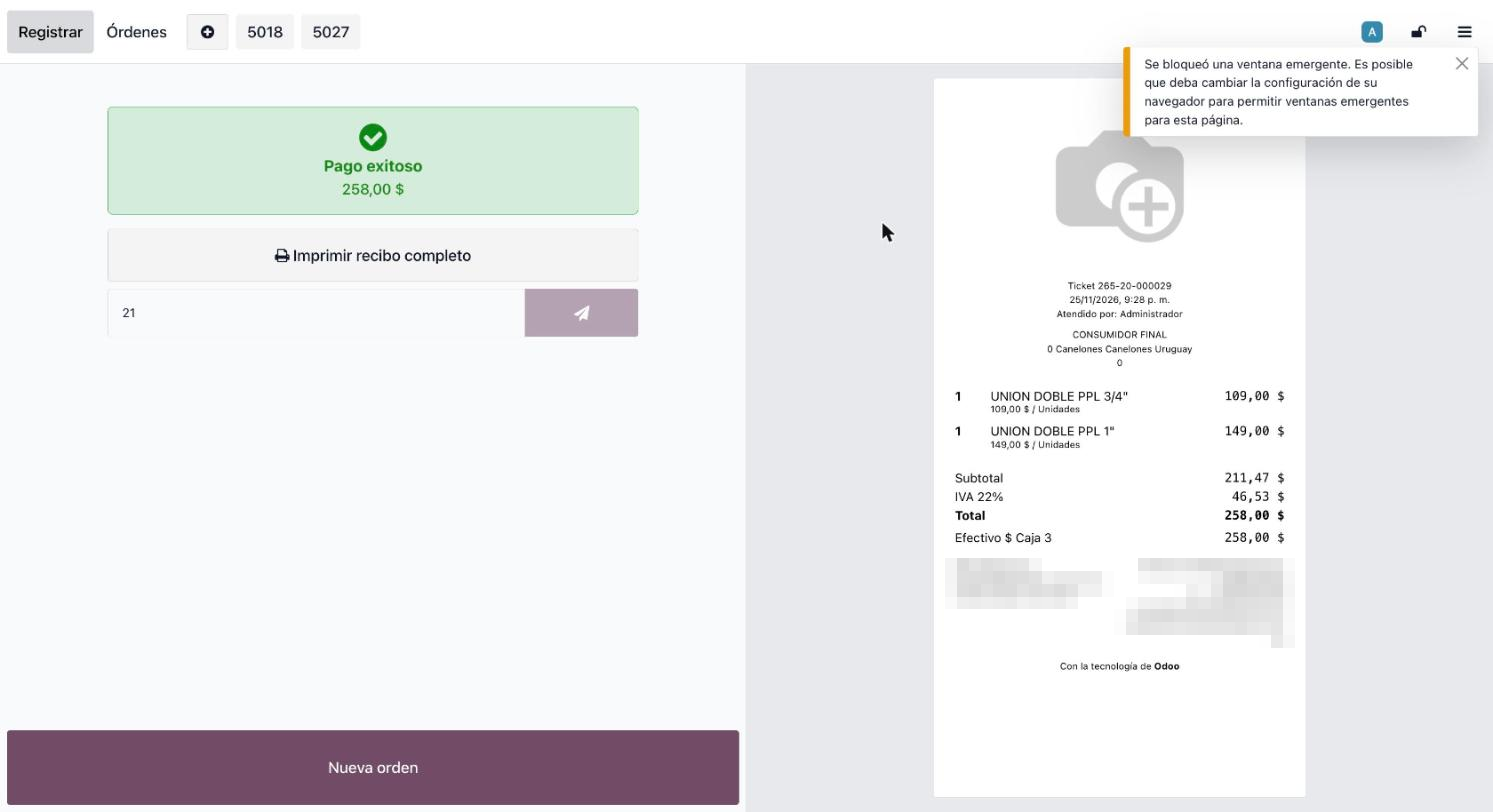 Registrar Órdenes 5018 5027 A
Se bloqueó una ventana emergente. Es posible
que deba cambiar la configuración de su
navegador para permitir ventanas emergentes
para esta página.
Pago exitoso
258,00 $
Imprimir recibo completo
21
Nueva orden
Ticket 265-20-000029
25/11/2026, 9:28 p. m.
Atendido por: Administrador
CONSUMIDOR FINAL
0 Canelones Canelones Uruguay
0
1 UNION DOBLE PPL 3/4" 109,00 $
109,00 $ / Unidades
1 UNION DOBLE PPL 1" 149,00 $
149,00 $ / Unidades
Subtotal 211,47 $
IVA 22% 46,53 $
Total 258,00 $
Efectivo $ Caja 3 258,00 $
Con la tecnología de Odoo